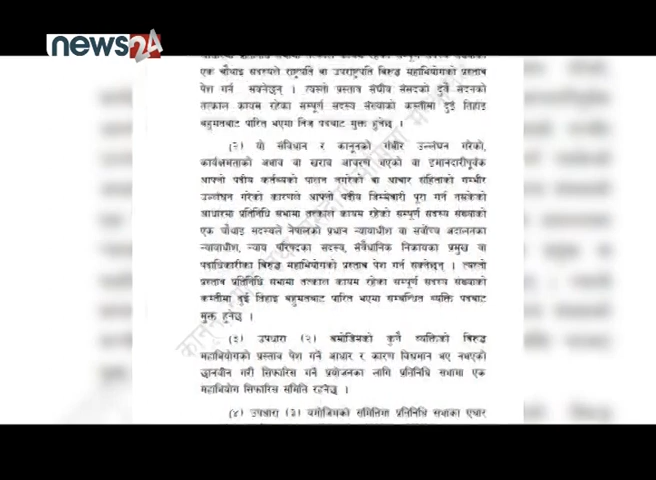 news24
एक चौथाई सदस्यले राष्ट्रपति वा उपराष्ट्रपति विरुद्ध महाभियोगको प्रस्ताव
पेश गर्न सक्नेछन् । त्यस्तो प्रस्ताव संघीय संसदको दुवै सदनको
तत्काल कायम रहेका सम्पूर्ण सदस्य संख्याको कम्तीमा दुई तिहाइ
बहुमतबाट पारित भएमा निज पदबाट मुक्त हुनेछ ।
(२) यो संविधान र कानूनको गंभीर उल्लंघन गरेको,
कार्यक्षमताको अभाव वा खराब आचरण भएको वा इमानदारीपूर्वक
आफ्नो पदीय कर्तव्यको पालन नगरेको वा आचार संहिताको गम्भीर
उल्लंघन गरेको कारणले आफ्नो पदीय जिम्मेवारी पूरा गर्न नसकेको
आधारमा प्रतिनिधि सभामा तत्काल कायम रहेको सम्पूर्ण सदस्य संख्याको
एक चौथाई सदस्यले नेपालको प्रधान न्यायाधीश वा सर्वोच्च अदालतका
न्यायाधीश, न्याय परिषदका सदस्य, संवैधानिक निकायका प्रमुख वा
पदाधिकारीका विरुद्ध महाभियोगको प्रस्ताव पेश गर्न सक्नेछन् । त्यस्तो
प्रस्ताव प्रतिनिधि सभामा तत्काल कायम रहेका सम्पूर्ण सदस्य संख्याको
कम्तीमा दुई तिहाइ बहुमतबाट पारित भएमा सम्बन्धित व्यक्ति पदबाट
मुक्त हुनेछ ।
(३) उपधारा (२) बमोजिमको कुनै व्यक्तिको विरुद्ध
महाभियोगको प्रस्ताव पेश गर्ने आधार र कारण विद्यमान भए नभएको
छानबीन गरी सिफारिस गर्ने प्रयोजनका लागि प्रतिनिधि सभामा एक
महाभियोग सिफारिस समिति रहनेछ ।
(४) उपधारा (३) बमोजिमको समितिमा प्रतिनिधि सभाका एघार